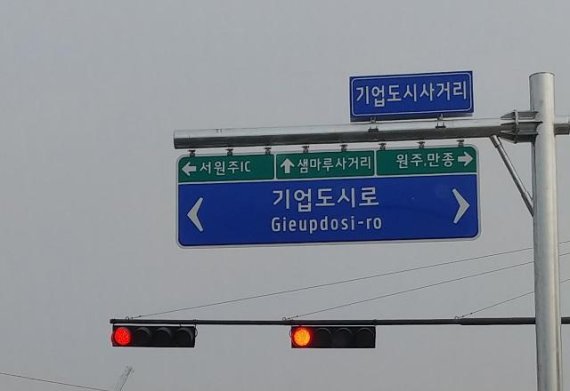 기업도시사거리
← 서원주IC
↑ 샘마루사거리
원주,만종 →
기업도시로
Gieupdosi-ro